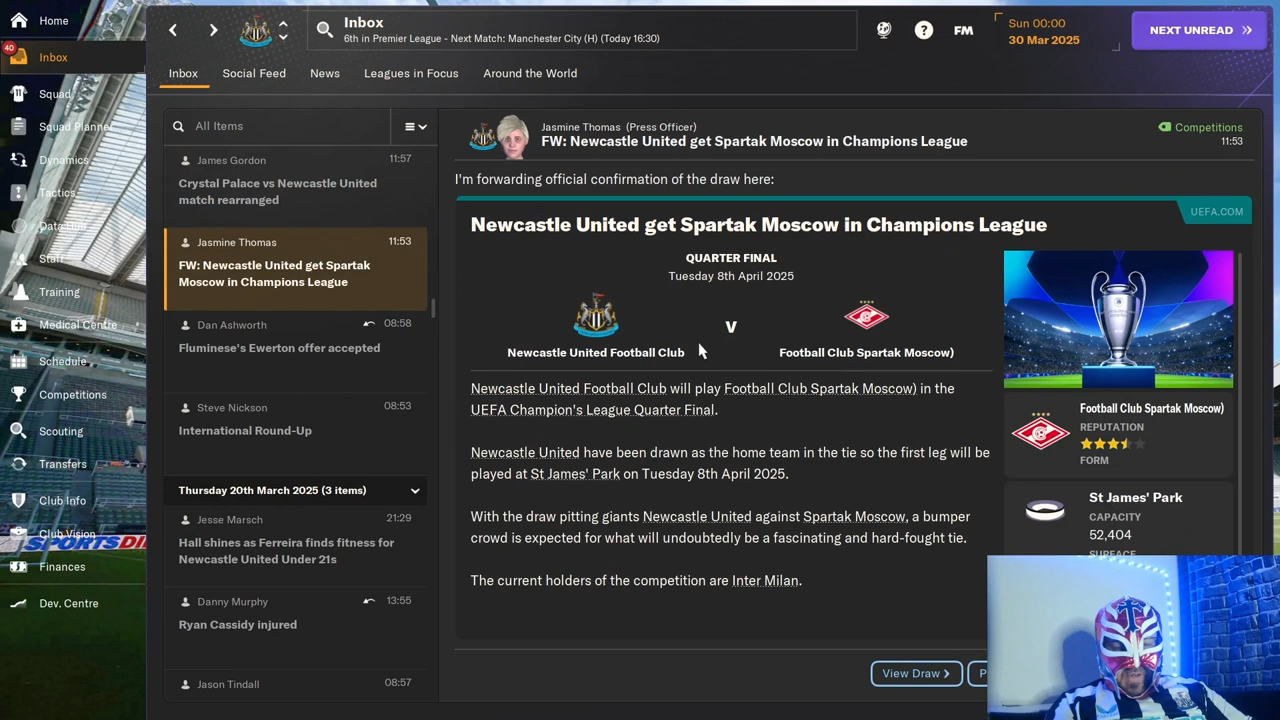 Home
40
Inbox
Squad
Squad Planner
Dynamics
Tactics
Data Hub
Staff
Training
Medical Centre
Schedule
Competitions
Scouting
Transfers
Club Info
Club Vision
SPORTS DI
Finances
Dev. Centre
Inbox
6th in Premier League - Next Match: Manchester City (H) (Today 16:30)
?
FM
Sun 00:00
30 Mar 2025
NEXT UNREAD
Inbox
Social Feed
News
Leagues in Focus
Around the World
All Items
James Gordon 11:57
Crystal Palace vs Newcastle United
match rearranged
Jasmine Thomas 11:53
FW: Newcastle United get Spartak
Moscow in Champions League
Dan Ashworth 08:58
Fluminese's Ewerton offer accepted
Steve Nickson 08:53
International Round-Up
Thursday 20th March 2025 (3 items)
Jesse Marsch 21:29
Hall shines as Ferreira finds fitness for
Newcastle United Under 21s
Danny Murphy 13:55
Ryan Cassidy injured
Jason Tindall 08:57
Jasmine Thomas (Press Officer)
FW: Newcastle United get Spartak Moscow in Champions League
Competitions
11:53
I'm forwarding official confirmation of the draw here:
UEFA.COM
Newcastle United get Spartak Moscow in Champions League
QUARTER FINAL
Tuesday 8th April 2025
V
Newcastle United Football Club
Football Club Spartak Moscow)
Newcastle United Football Club will play Football Club Spartak Moscow) in the
UEFA Champion's League Quarter Final.
Newcastle United have been drawn as the home team in the tie so the first leg will be
played at St James' Park on Tuesday 8th April 2025.
With the draw pitting giants Newcastle United against Spartak Moscow, a bumper
crowd is expected for what will undoubtedly be a fascinating and hard-fought tie.
The current holders of the competition are Inter Milan.
Football Club Spartak Moscow)
REPUTATION
FORM
St James' Park
CAPACITY
52,404
SURFACE
View Draw
P